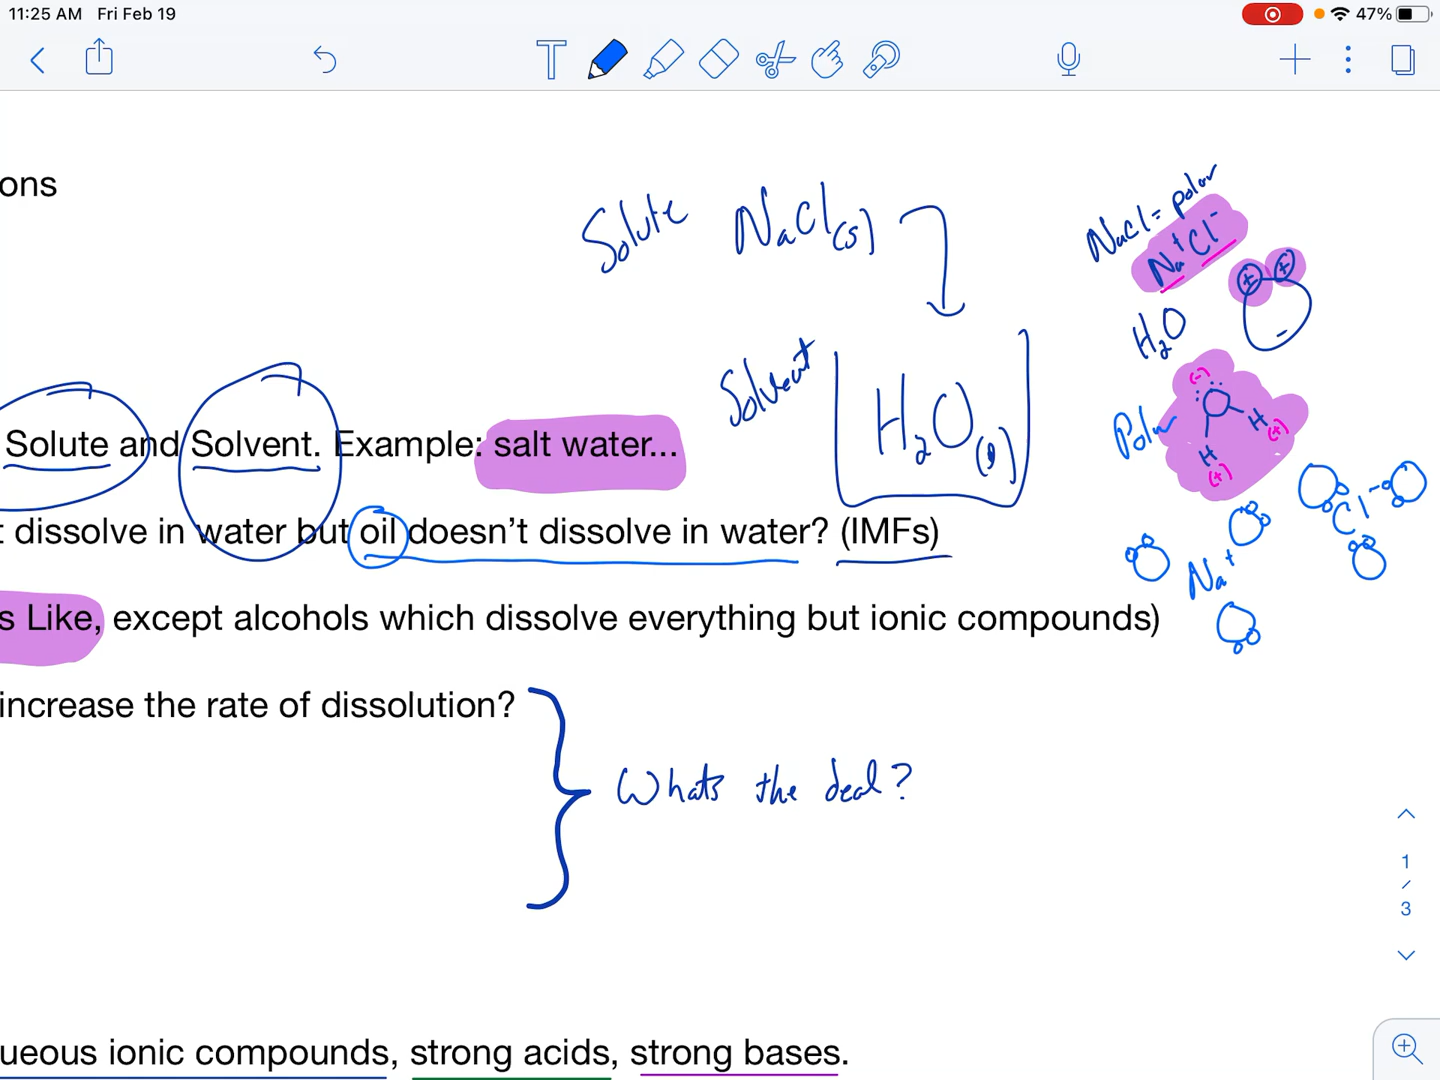 11:25 AM Fri Feb 19 47%
T
ons
Solute NaCl(s)
NaCl = polar
Na+ Cl-
+ +
-
H2O
Solvent H2O(l)
(-)
O H (+)
H
(+)
Polar
Solute and Solvent. Example: salt water...
t dissolve in water but oil doesn't dissolve in water? (IMFs)
Cl-
Na+
s Like, except alcohols which dissolve everything but ionic compounds)
increase the rate of dissolution?
Whats the deal?
1
/
3
ueous ionic compounds, strong acids, strong bases.